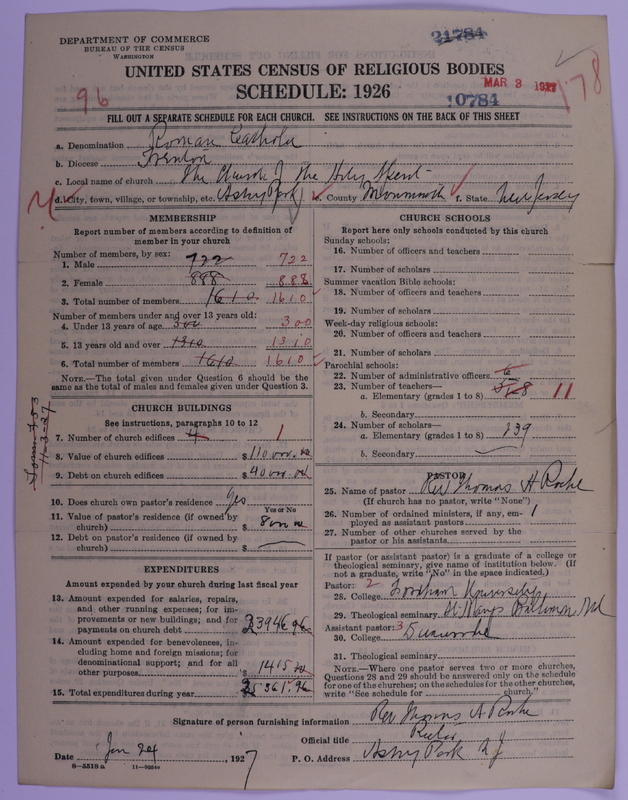 DEPARTMENT OF COMMERCE
BUREAU OF THE CENSUS
WASHINGTON
21784
UNITED STATES CENSUS OF RELIGIOUS BODIES
SCHEDULE: 1926
MAR 3 1927
10784
178
96
FILL OUT A SEPARATE SCHEDULE FOR EACH CHURCH. SEE INSTRUCTIONS ON THE BACK OF THIS SHEET
a. Denomination Roman Catholic
b. Diocese Trenton
c. Local name of church The Church of The Holy Spirit
d. City, town, village, or township, etc. Asbury Park e. County Monmouth f. State New Jersey
MEMBERSHIP
Report number of members according to definition of
member in your church
Number of members, by sex:
1. Male 722 722
2. Female 888 888
3. Total number of members 1610 1610
Number of members under and over 13 years old:
4. Under 13 years of age 300 300
5. 13 years old and over 1310 1310
6. Total number of members 1610 1610
NOTE.—The total given under Question 6 should be the
same as the total of males and females given under Question 3.
CHURCH BUILDINGS
See instructions, paragraphs 10 to 12
7. Number of church edifices 4 1
8. Value of church edifices $
9. Debt on church edifices $
10. Does church own pastor's residence Yes
Yes or No
11. Value of pastor's residence (if owned by
church) $
12. Debt on pastor's residence (if owned by
church) $
EXPENDITURES
Amount expended by your church during last fiscal year
13. Amount expended for salaries, repairs,
and other running expenses; for im-
provements or new buildings; and for
payments on church debt 23946.96
14. Amount expended for benevolences, in-
cluding home and foreign missions; for
denominational support; and for all
other purposes $ 1415
15. Total expenditures during year $ 25361.96
CHURCH SCHOOLS
Report here only schools conducted by this church
Sunday schools:
16. Number of officers and teachers
17. Number of scholars
Summer vacation Bible schools:
18. Number of officers and teachers
19. Number of scholars
Week-day religious schools:
20. Number of officers and teachers
21. Number of scholars
Parochial schools:
22. Number of administrative officers
23. Number of teachers—
a. Elementary (grades 1 to 8) 11
b. Secondary
24. Number of scholars—
a. Elementary (grades 1 to 8) 239
b. Secondary
PASTOR
25. Name of pastor Rev Thomas A Roche
(If church has no pastor, write "None")
26. Number of ordained ministers, if any, em-
ployed as assistant pastors 1
27. Number of other churches served by the
pastor or his assistants
If pastor (or assistant pastor) is a graduate of a college or
theological seminary, give name of institution below. (If
not a graduate, write "No" in the space indicated.)
Pastor: 2
28. College Fordham University
29. Theological seminary St Marys Baltimore Md
Assistant pastor: 3
30. College
31. Theological seminary
NOTE.—Where one pastor serves two or more churches,
Questions 28 and 29 should be answered only on the schedule
for one of the churches; on the schedules for the other churches,
write "See schedule for church."
Signature of person furnishing information Rev Thomas A Roche
Official title Rector
Date Jan 24, 1927 P. O. Address Asbury Park N J
8—5518 a 11—9254